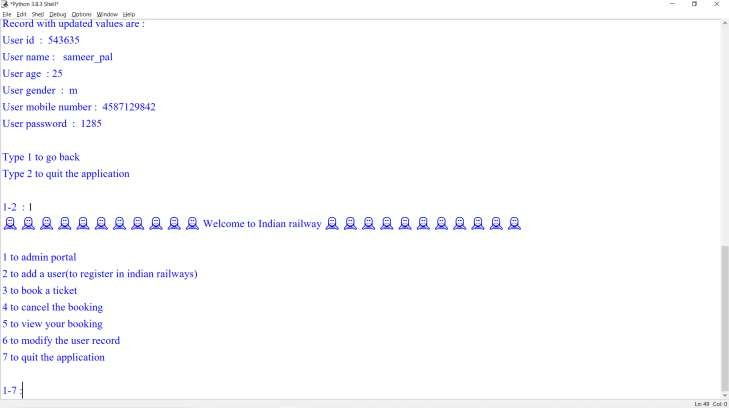 *Python 3.8.3 Shell*
File Edit Shell Debug Options Window Help
Record with updated values are :
User id : 543635
User name : sameer_pal
User age : 25
User gender : m
User mobile number : 4587129842
User password : 1285
Type 1 to go back
Type 2 to quit the application
1-2 : 1
Welcome to Indian railway
1 to admin portal
2 to add a user(to register in indian railways)
3 to book a ticket
4 to cancel the booking
5 to view your booking
6 to modify the user record
7 to quit the application
1-7 :
Ln: 49 Col: 0